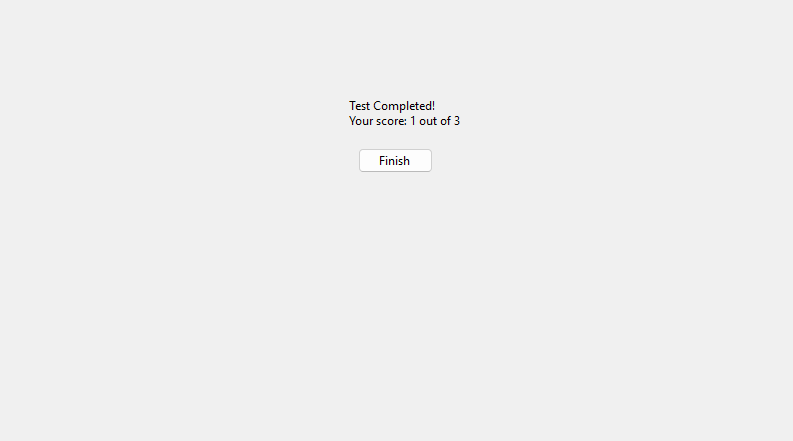 Test Completed!
Your score: 1 out of 3
Finish